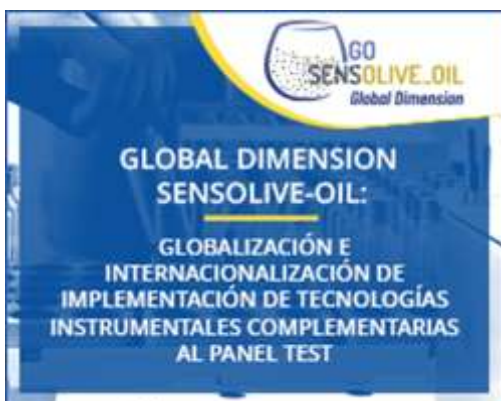 GO
SENSOLIVE_OIL
Global Dimension
GLOBAL DIMENSION
SENSOLIVE-OIL:
GLOBALIZACIÓN E
INTERNACIONALIZACIÓN DE
IMPLEMENTACIÓN DE TECNOLOGÍAS
INSTRUMENTALES COMPLEMENTARIAS
AL PANEL TEST